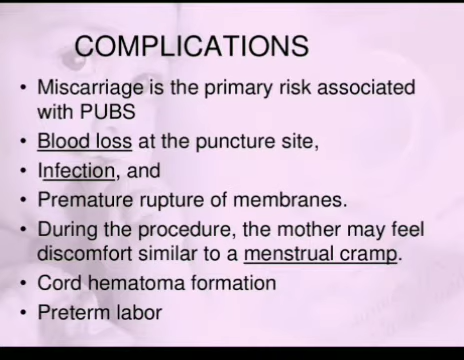 COMPLICATIONS
• Miscarriage is the primary risk associated
with PUBS
• Blood loss at the puncture site,
• Infection, and
• Premature rupture of membranes.
• During the procedure, the mother may feel
discomfort similar to a menstrual cramp.
• Cord hematoma formation
• Preterm labor